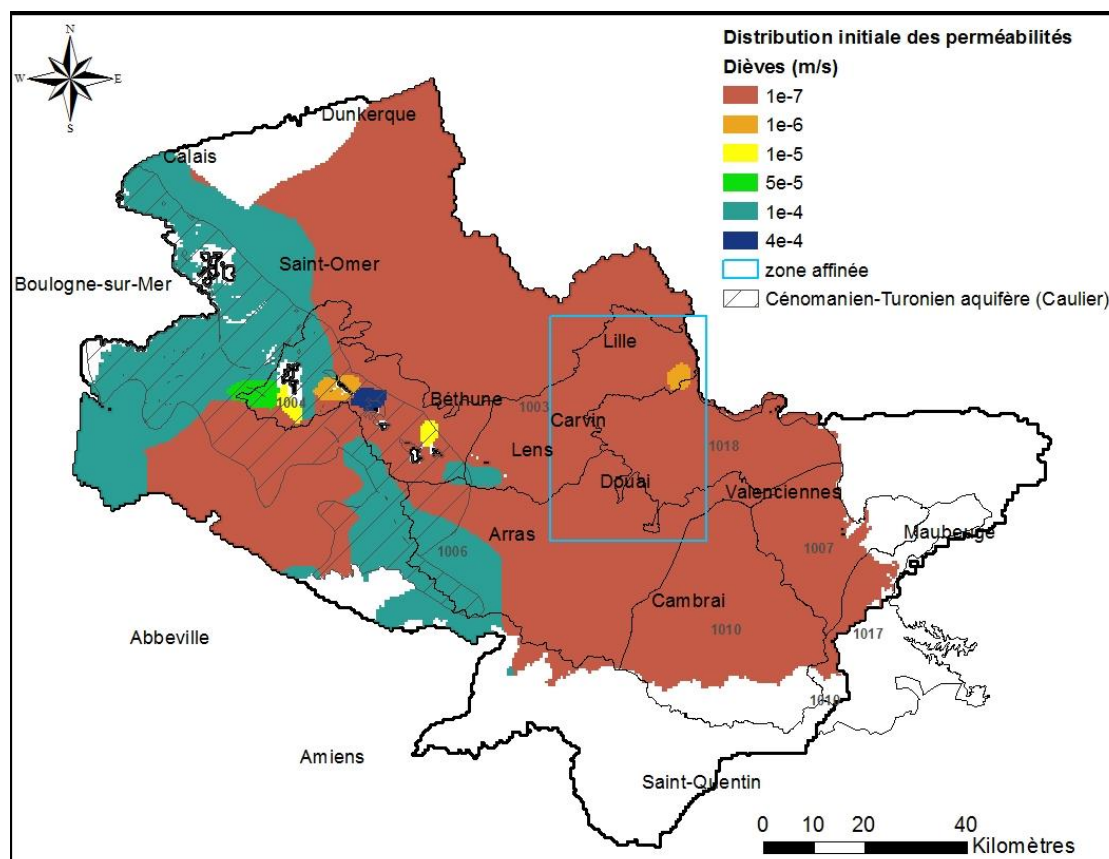 N
W
E
S
Distribution initiale des perméabilités
Dièves (m/s)
1e-7
1e-6
1e-5
5e-5
1e-4
4e-4
zone affinée
Cénomanien-Turonien aquifère (Caulier)
Dunkerque
Calais
Saint-Omer
Boulogne-sur-Mer
Lille
Béthune
1004
1003
Carvin
Lens
1018
Douai
Valenciennes
Arras
Maubeuge
1006
1007
Cambrai
1010
1017
Abbeville
1019
Amiens
Saint-Quentin
0 10 20 40
Kilomètres